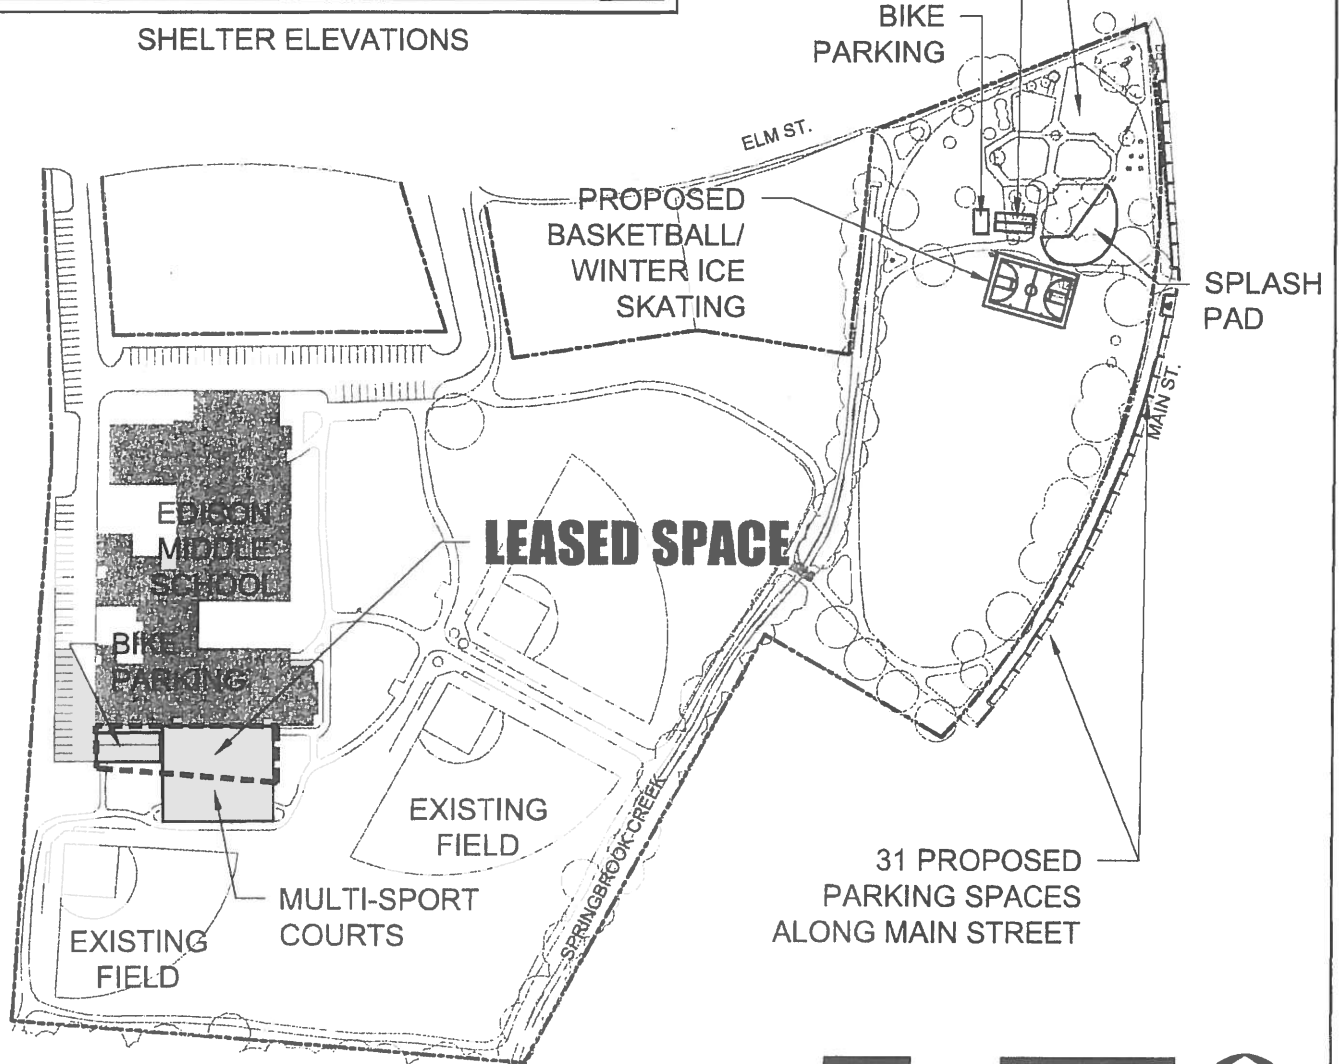 SHELTER ELEVATIONS
BIKE
PARKING
ELM ST.
PROPOSED
BASKETBALL/
WINTER ICE
SKATING
SPLASH
PAD
MAIN ST.
EDISON
MIDDLE
SCHOOL
LEASED SPACE
BIKE
PARKING
EXISTING
FIELD
SPRINGBROOK CREEK
31 PROPOSED
PARKING SPACES
ALONG MAIN STREET
MULTI-SPORT
COURTS
EXISTING
FIELD